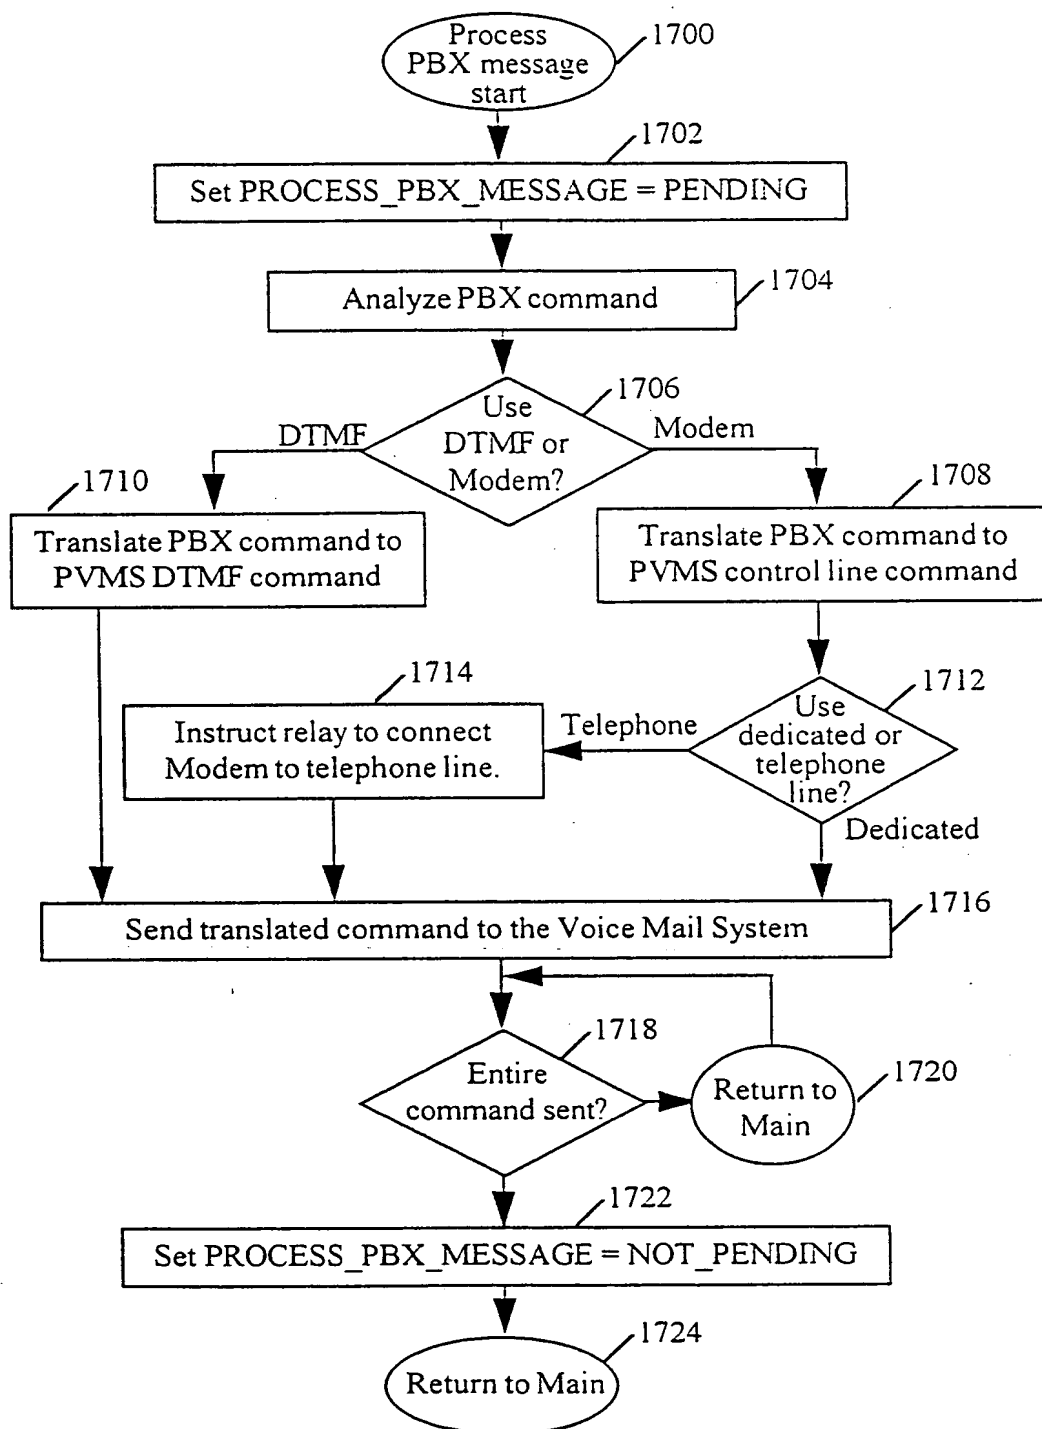 Process
PBX message
start
1700
1702
Set PROCESS_PBX_MESSAGE = PENDING
Analyze PBX command
1704
1706
Use
DTMF or
Modem?
DTMF
Modem
1710
1708
Translate PBX command to
PVMS DTMF command
Translate PBX command to
PVMS control line command
1714
1712
Instruct relay to connect
Modem to telephone line.
Telephone
Use
dedicated or
telephone
line?
Dedicated
1716
Send translated command to the Voice Mail System
1718
Entire
command sent?
Return to
Main
1720
1722
Set PROCESS_PBX_MESSAGE = NOT_PENDING
1724
Return to Main